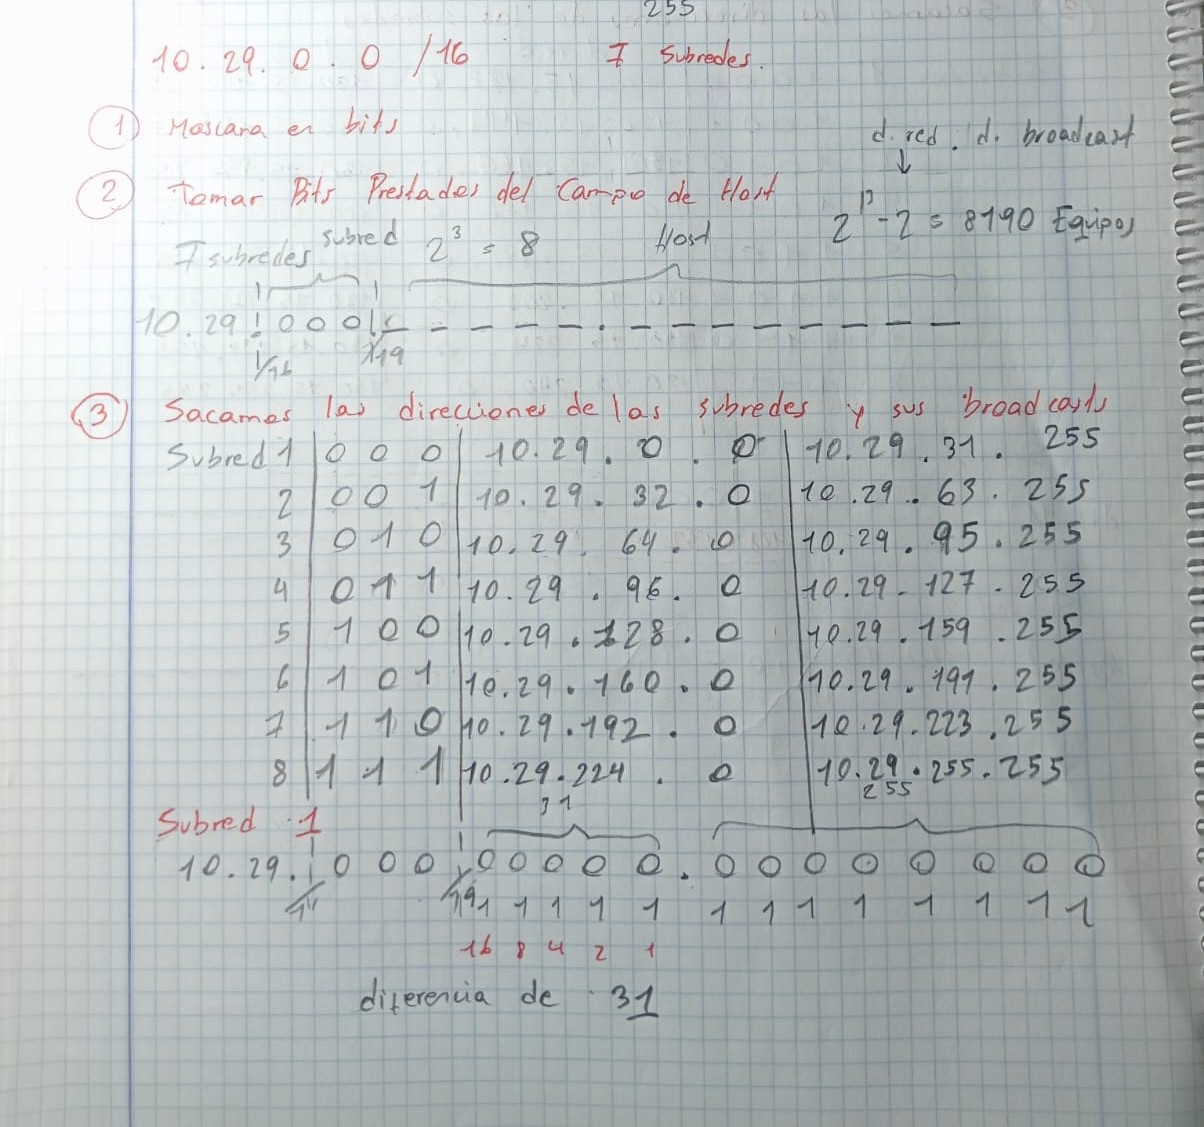 255
10.29.0.0 /16 7 Subredes.
1 Mascara en bits
d. red. d. broadcast
2 Tomar Bits Prestados del Campo de Host
2^13 - 2 = 8190 Equipos
7 subredes subred 2^3 = 8 Host
10.29 0 0 0 _ _ _ _ _ . _ _ _ _ _ _ _ _
/16 /19
3 Sacamos las direcciones de las subredes y sus broadcasts
Subred 1 0 0 0 10.29.0.0 10.29.31.255
2 0 0 1 10.29.32.0 10.29.63.255
3 0 1 0 10.29.64.0 10.29.95.255
4 0 1 1 10.29.96.0 10.29.127.255
5 1 0 0 10.29.128.0 10.29.159.255
6 1 0 1 10.29.160.0 10.29.191.255
7 1 1 0 10.29.192.0 10.29.223.255
8 1 1 1 10.29.224.0 10.29.255.255
31 255
Subred 1
10.29. 0 0 0 0 0 0 0 0 . 0 0 0 0 0 0 0 0
/19 1 1 1 1 1 1 1 1 1 1 1 1 1
16 8 4 2 1
diferencia de 31